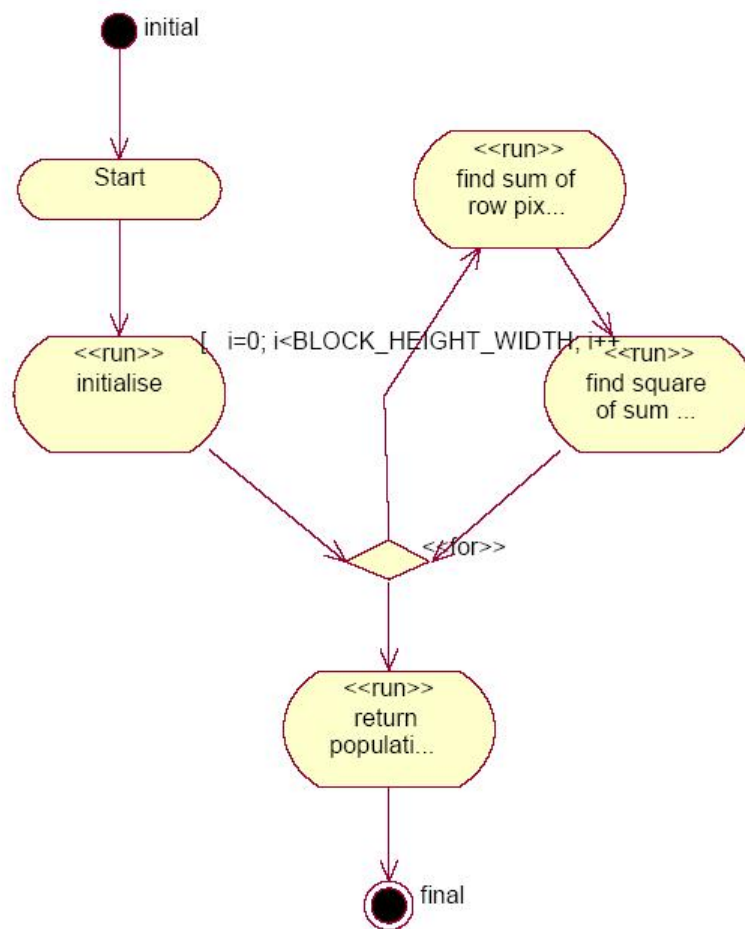 initial
Start
<<run>>
initialise
[ i=0; i<BLOCK_HEIGHT_WIDTH; i++
<<run>>
find sum of
row pix...
<<run>>
find square
of sum ...
<<for>>
<<run>>
return
populati...
final